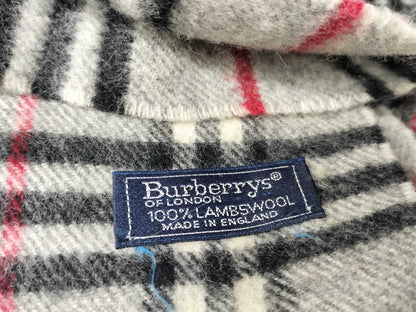 Burberrys®
OF LONDON
100% LAMBSWOOL
MADE IN ENGLAND